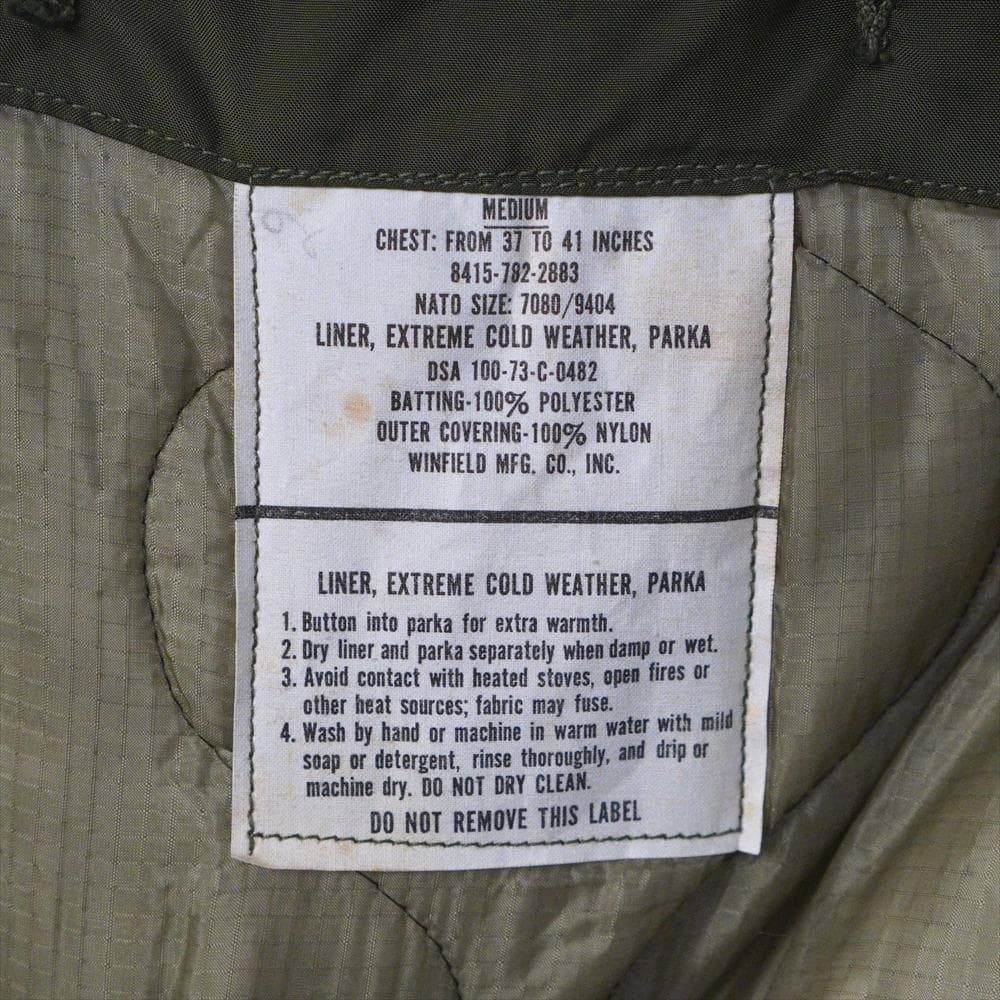 MEDIUM
CHEST: FROM 37 TO 41 INCHES
8415-782-2883
NATO SIZE: 7080/9404
LINER, EXTREME COLD WEATHER, PARKA
DSA 100-73-C-0482
BATTING-100% POLYESTER
OUTER COVERING-100% NYLON
WINFIELD MFG. CO., INC.
LINER, EXTREME COLD WEATHER, PARKA
1. Button into parka for extra warmth.
2. Dry liner and parka separately when damp or wet.
3. Avoid contact with heated stoves, open fires or
other heat sources; fabric may fuse.
4. Wash by hand or machine in warm water with mild
soap or detergent, rinse thoroughly, and drip or
machine dry. DO NOT DRY CLEAN.
DO NOT REMOVE THIS LABEL